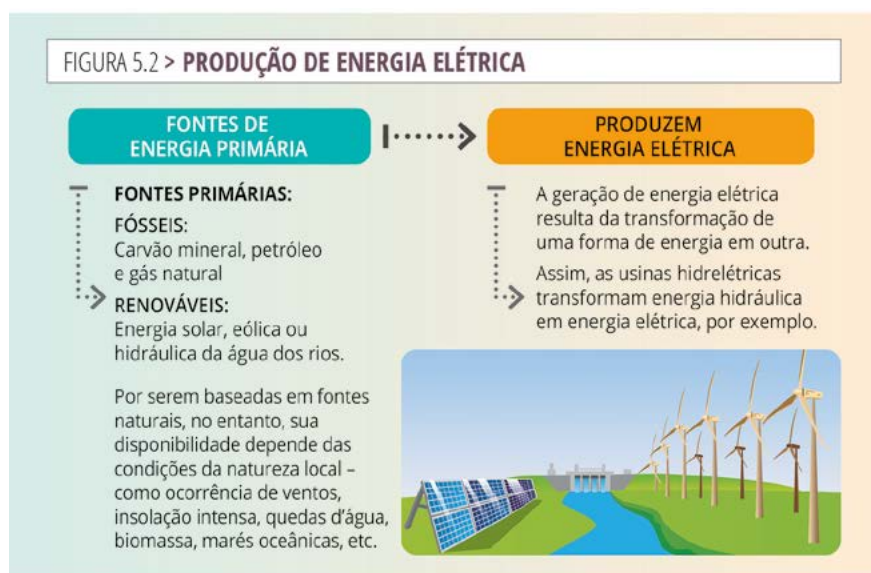 FIGURA 5.2 > PRODUÇÃO DE ENERGIA ELÉTRICA
FONTES DE
ENERGIA PRIMÁRIA
FONTES PRIMÁRIAS:
FÓSSEIS:
Carvão mineral, petróleo
e gás natural
RENOVÁVEIS:
Energia solar, eólica ou
hidráulica da água dos rios.
Por serem baseadas em fontes
naturais, no entanto, sua
disponibilidade depende das
condições da natureza local –
como ocorrência de ventos,
insolação intensa, quedas d'água,
biomassa, marés oceânicas, etc.
PRODUZEM
ENERGIA ELÉTRICA
A geração de energia elétrica
resulta da transformação de
uma forma de energia em outra.
Assim, as usinas hidrelétricas
transformam energia hidráulica
em energia elétrica, por exemplo.